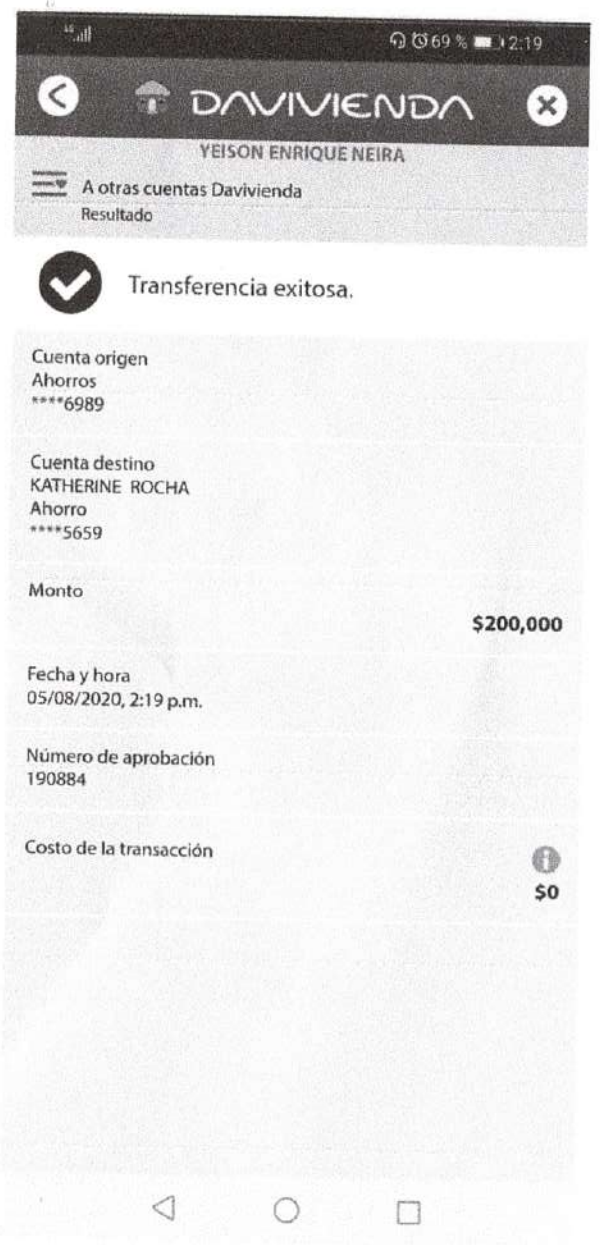 69 % 2:19
DAVIVIENDA
YEISON ENRIQUE NEIRA
A otras cuentas Davivienda
Resultado
Transferencia exitosa.
Cuenta origen
Ahorros
****6989
Cuenta destino
KATHERINE ROCHA
Ahorro
****5659
Monto
$200,000
Fecha y hora
05/08/2020, 2:19 p.m.
Número de aprobación
190884
Costo de la transacción
$0